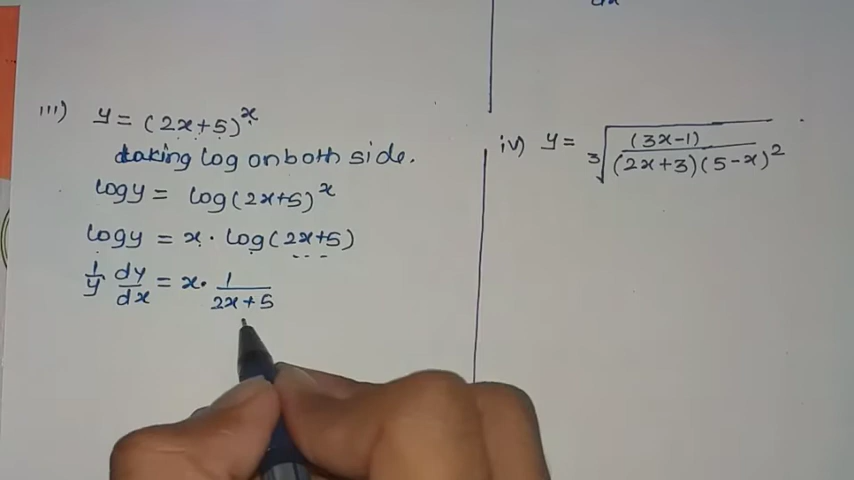 iii) y = (2x+5)^x
taking log on both side.
log y = log(2x+5)^x
log y = x · log(2x+5)
1/y dy/dx = x · 1/(2x+5)
iv) y = ∛((3x-1)/((2x+3)(5-x)^2))